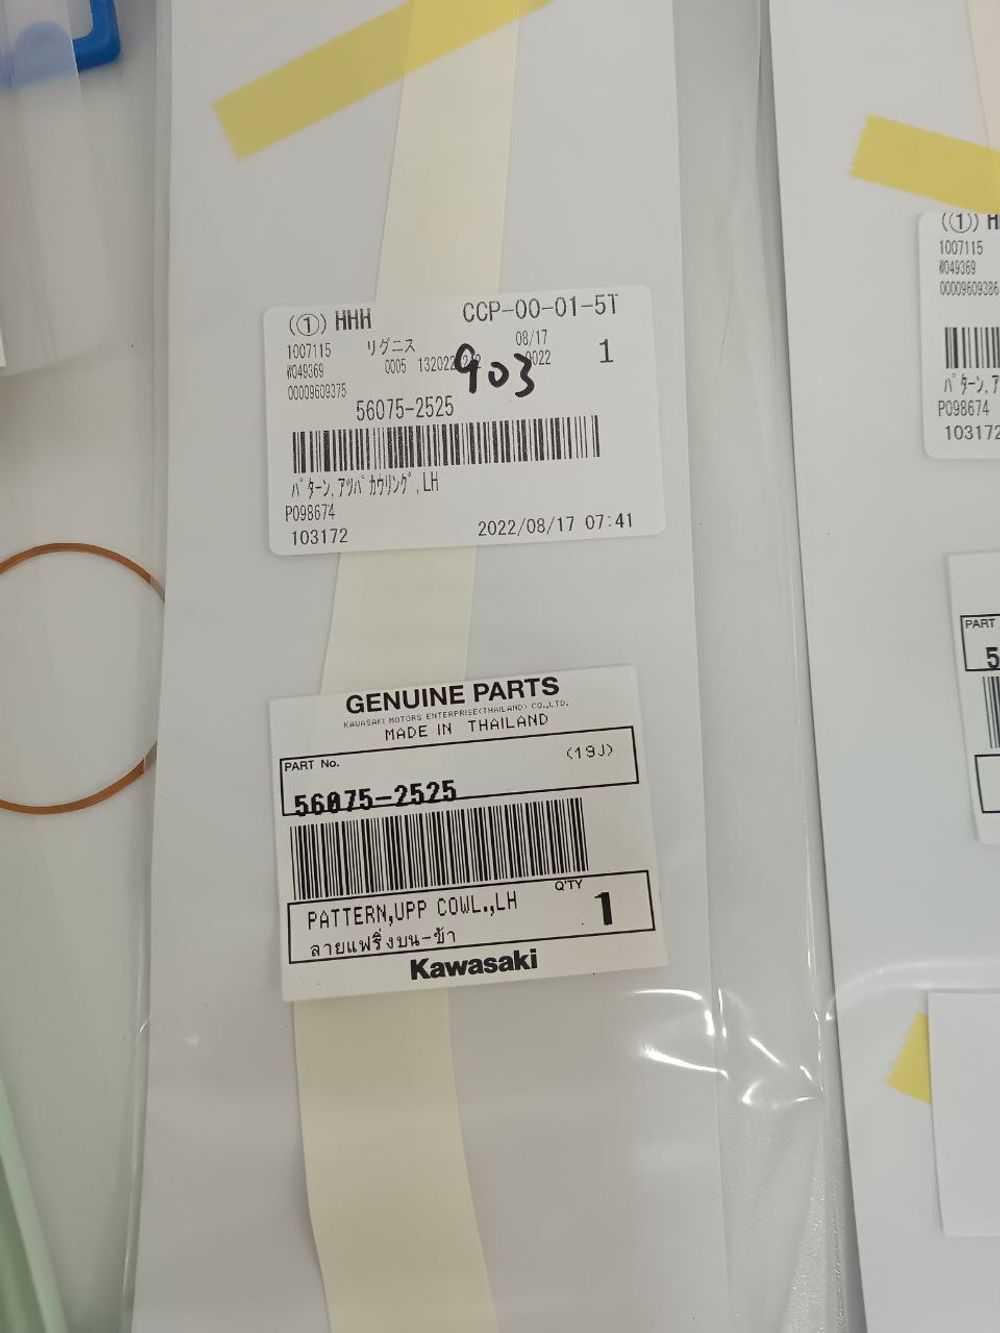 (①) HHH CCP-00-01-5T
1007115 リグニス 08/17
W049369 0005 2022 1
903
00009609375
56075-2525
パターン,アツパカウリング,LH
P098674
103172 2022/08/17 07:41
GENUINE PARTS
KAWASAKI MOTORS ENTERPRISE(THAILAND) CO.,LTD.
MADE IN THAILAND
PART No. (19J)
56075-2525
PATTERN,UPP COWL.,LH Q'TY 1
ลายแฟริ่งบน-ซ้า
Kawasaki
(①) H
1007115
W049369
00009609386
パターン,ア
P098674
103172
PART
5